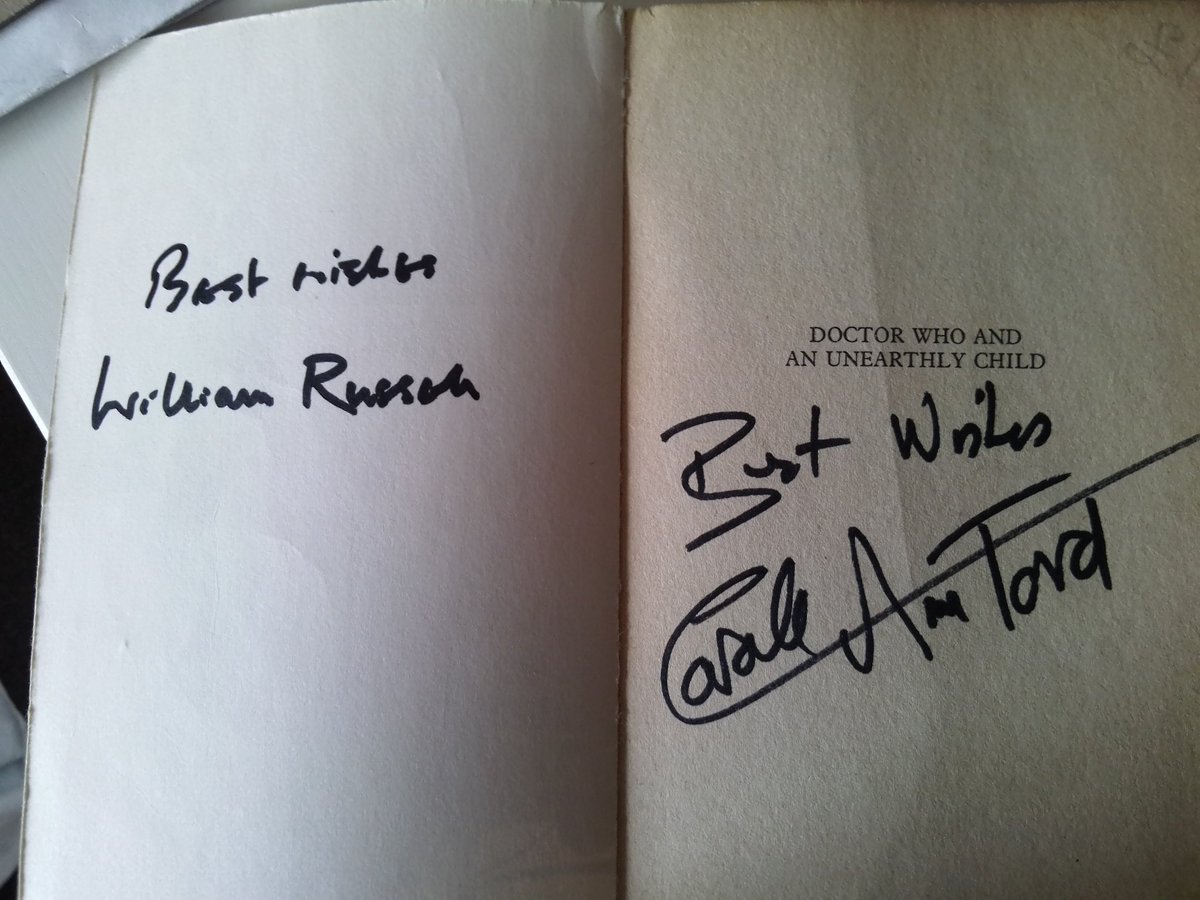 Best wishes
William Russell
DOCTOR WHO AND
AN UNEARTHLY CHILD
Best Wishes
Carole Ann Ford